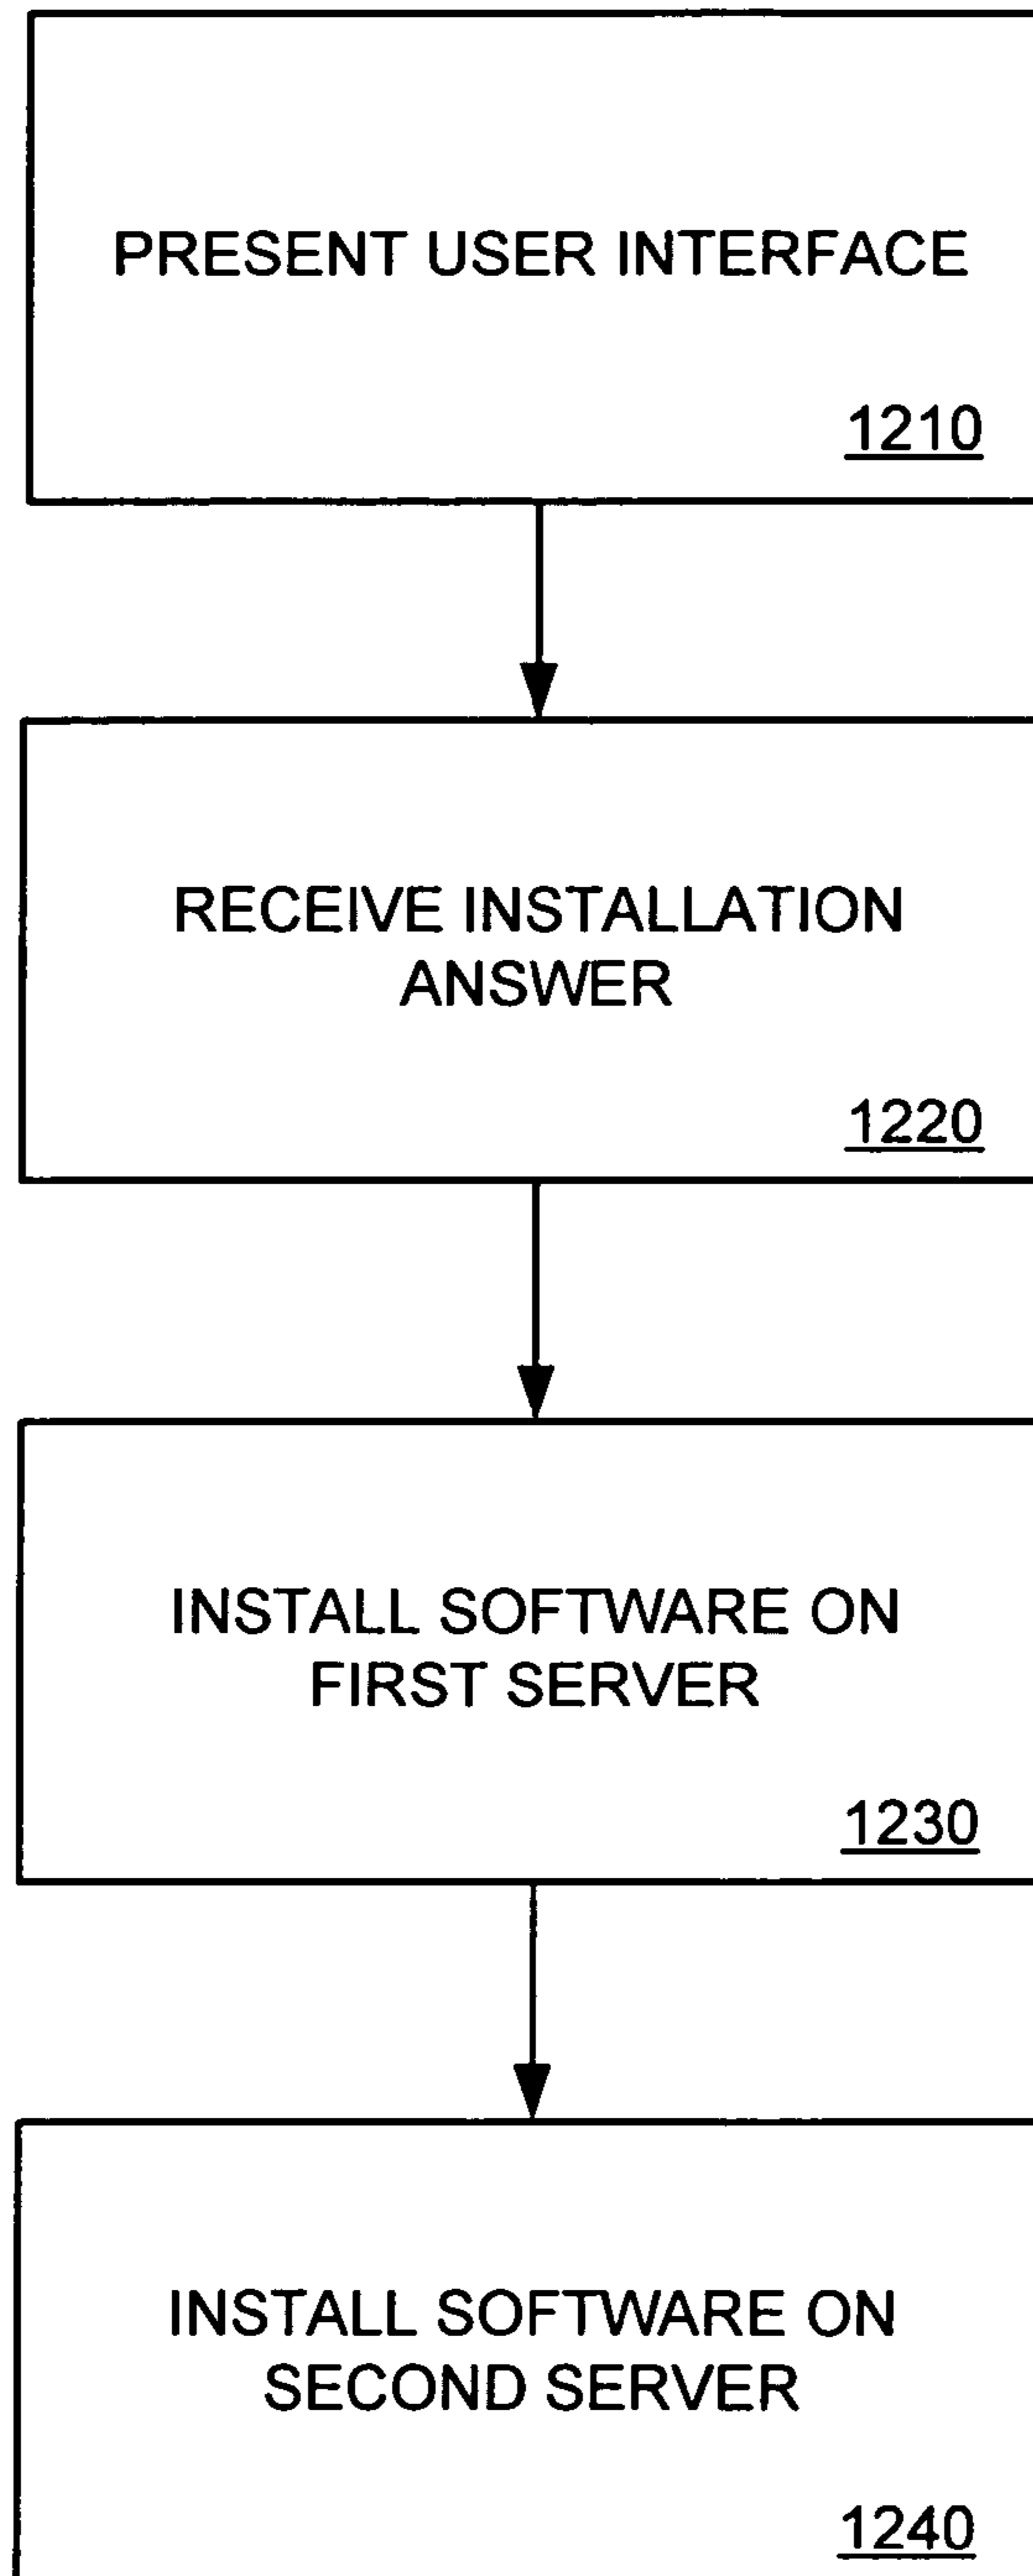 PRESENT USER INTERFACE
1210
RECEIVE INSTALLATION
ANSWER
1220
INSTALL SOFTWARE ON
FIRST SERVER
1230
INSTALL SOFTWARE ON
SECOND SERVER
1240